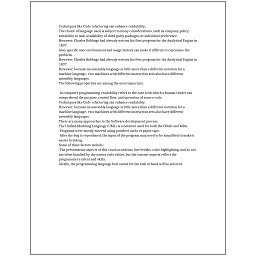 Techniques like Code refactoring can enhance readability.
The choice of language used is subject to many considerations, such as company policy,
suitability to task, availability of third-party packages, or individual preference.
However, Charles Babbage had already written his first program for the Analytical Engine in
1837.
Also, specific user environment and usage history can make it difficult to reproduce the
problem.
However, Charles Babbage had already written his first program for the Analytical Engine in
1837.
However, because an assembly language is little more than a different notation for a
machine language, two machines with different instruction sets also have different
assembly languages.
The following properties are among the most important:

In computer programming, readability refers to the ease with which a human reader can
comprehend the purpose, control flow, and operation of source code.
However, because an assembly language is little more than a different notation for a
machine language, two machines with different instruction sets also have different
assembly languages.
There are many approaches to the Software development process.
The Unified Modeling Language (UML) is a notation used for both the OOAD and MDA.
Programs were mostly entered using punched cards or paper tape.
After the bug is reproduced, the input of the program may need to be simplified to make it
easier to debug.
Some of these factors include:
The presentation aspects of this (such as indents, line breaks, color highlighting, and so on)
are often handled by the source code editor, but the content aspects reflect the
programmer's talent and skills.
Ideally, the programming language best suited for the task at hand will be selected.